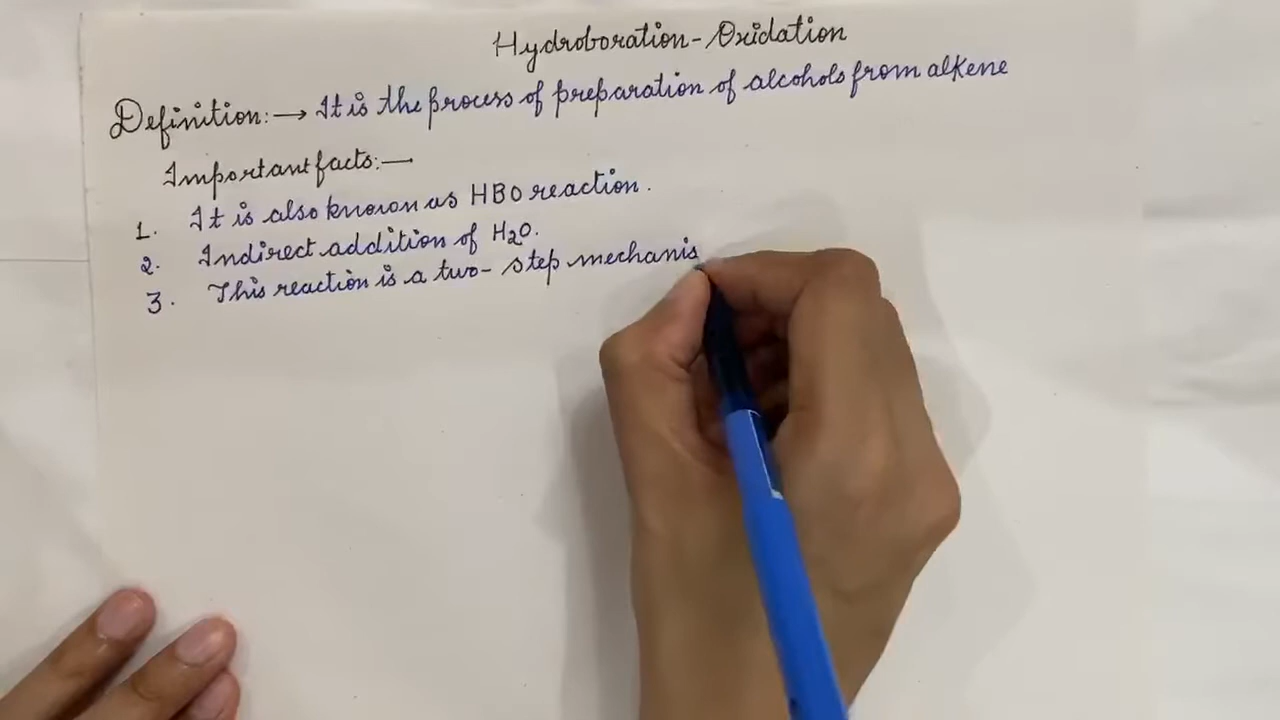 Hydroboration-Oxidation
Definition:→ It is the process of preparation of alcohols from alkene
Important facts:—
1. It is also known as HBO reaction.
2. Indirect addition of H₂O.
3. This reaction is a two-step mechanis